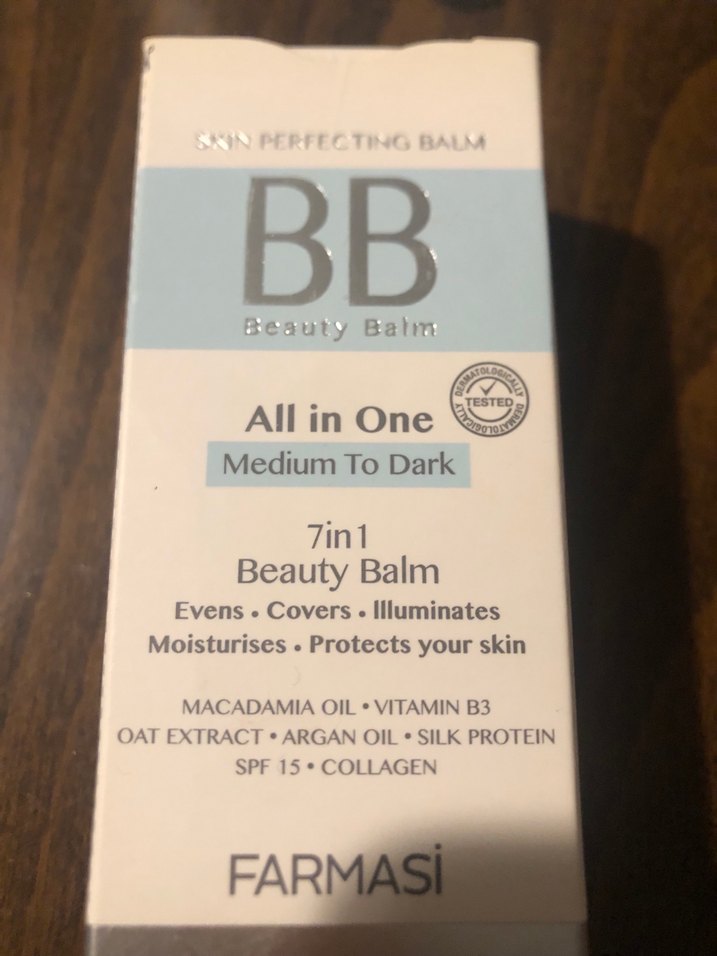 SKIN PERFECTING BALM
BB
Beauty Balm
DERMATOLOGICALLY
TESTED
DERMATOLOGICALLY
All in One
Medium To Dark
7in1
Beauty Balm
Evens • Covers • Illuminates
Moisturises • Protects your skin
MACADAMIA OIL • VITAMIN B3
OAT EXTRACT • ARGAN OIL • SILK PROTEIN
SPF 15 • COLLAGEN
FARMASİ